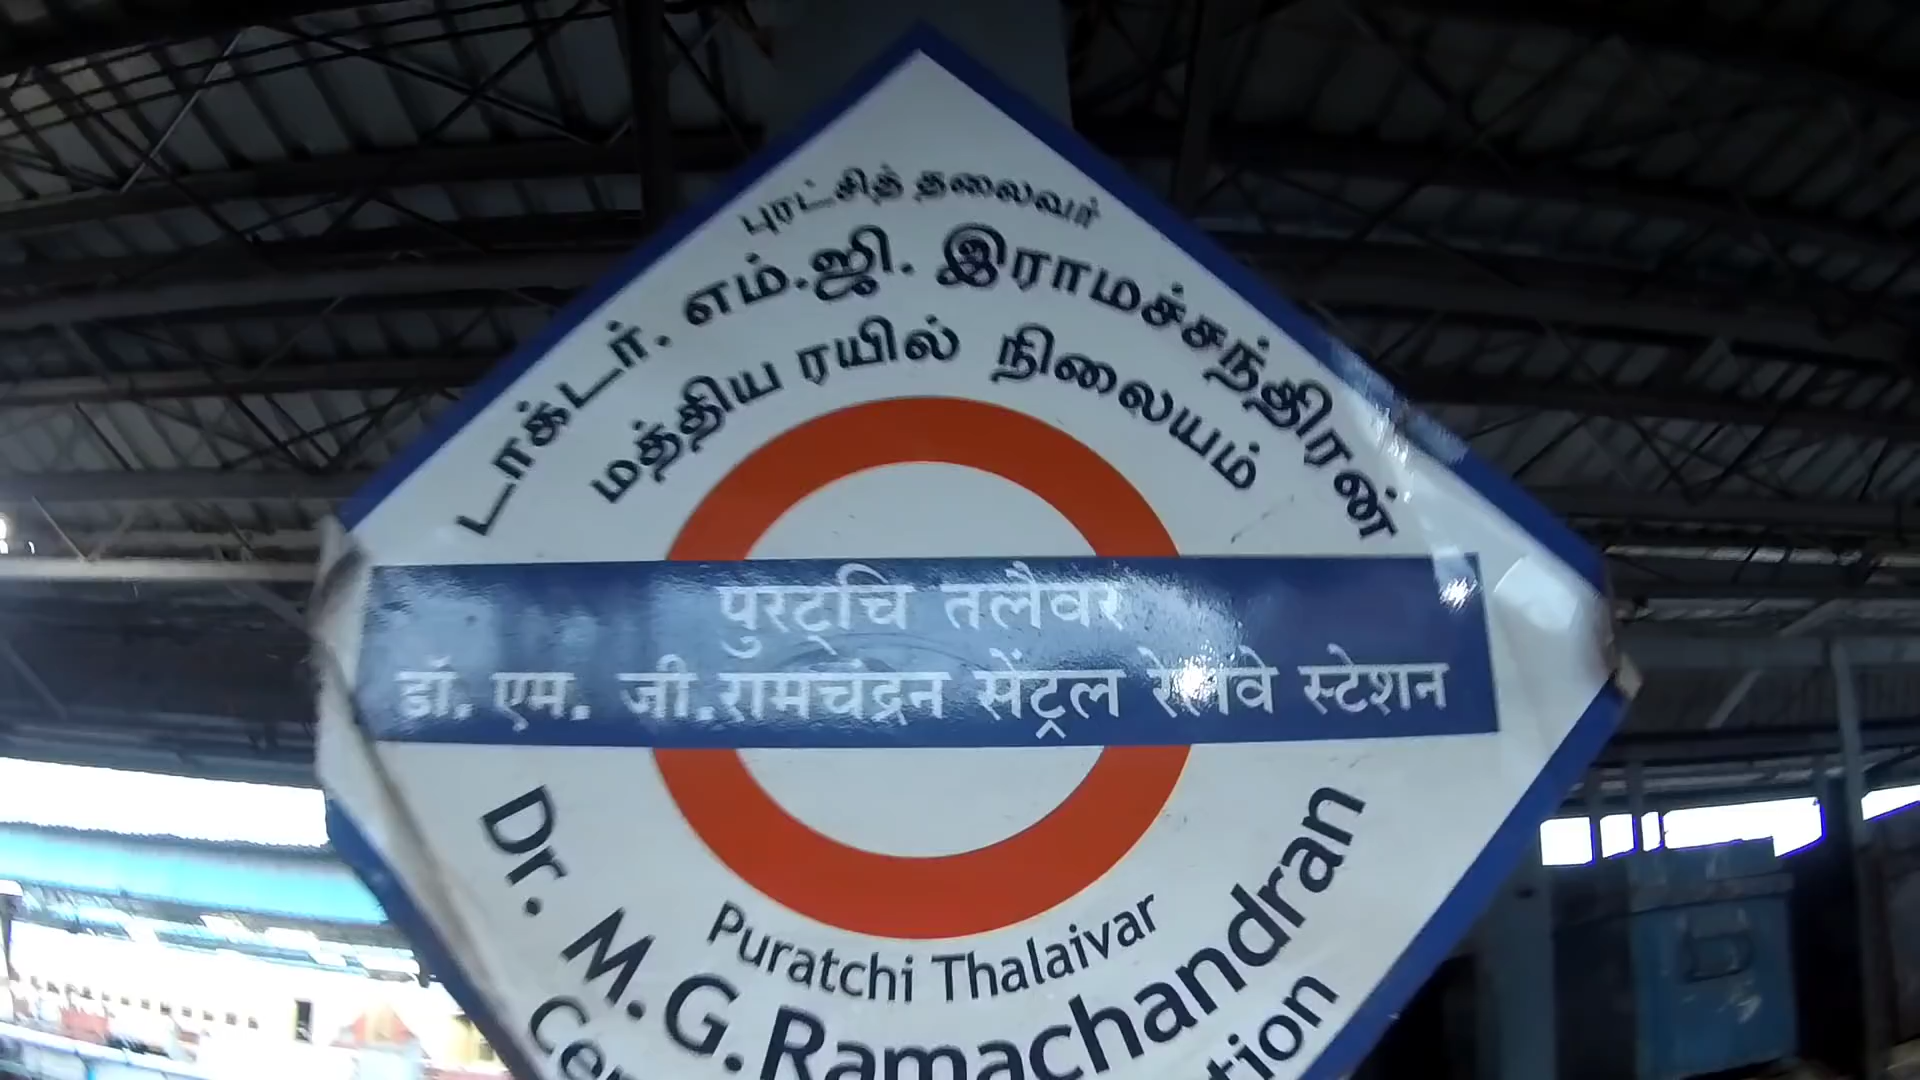 புரட்சித் தலைவர்
டாக்டர். எம்.ஜி. இராமச்சந்திரன்
மத்திய ரயில் நிலையம்
पुरट्चि तलैवर
डॉ. एम. जी.रामचंद्रन सेंट्रल रेलवे स्टेशन
Puratchi Thalaivar
Dr. M.G.Ramachandran